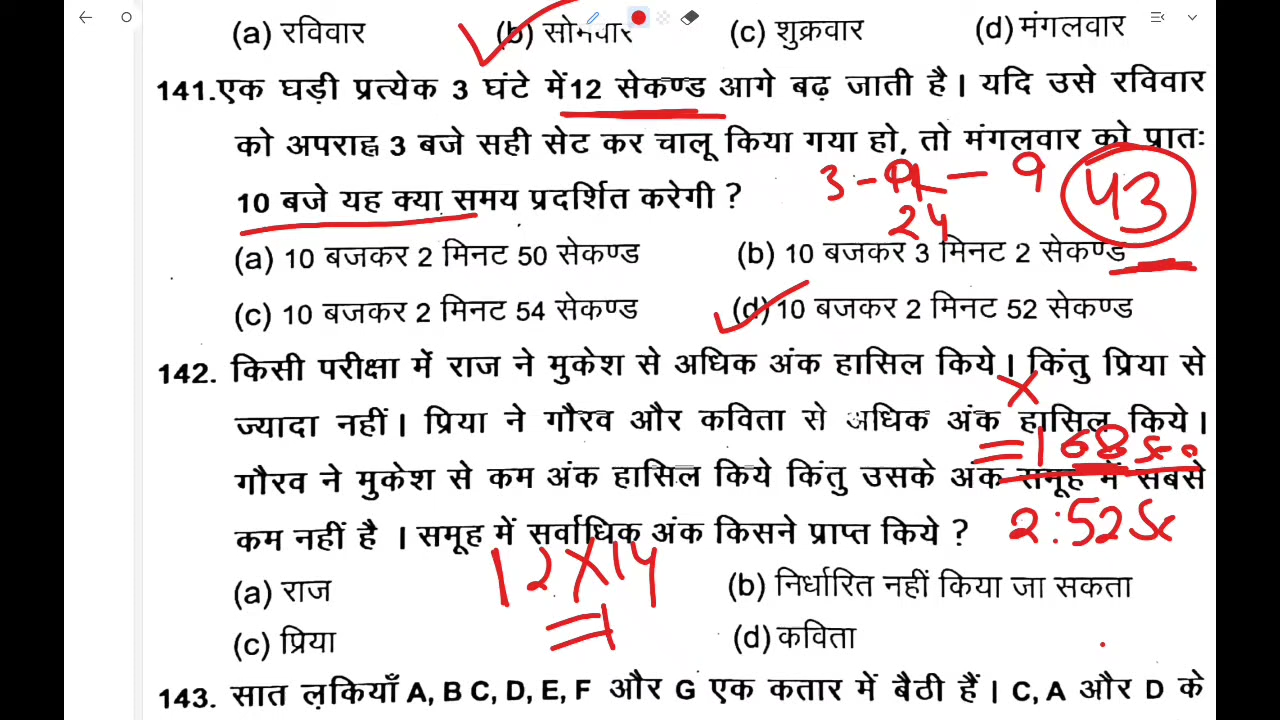 (a) रविवार (b) सोमवार (c) शुक्रवार (d) मंगलवार
141.एक घड़ी प्रत्येक 3 घंटे में 12 सेकण्ड आगे बढ़ जाती है। यदि उसे रविवार
को अपराह्न 3 बजे सही सेट कर चालू किया गया हो, तो मंगलवार को प्रातः
3 - 9 43
10 बजे यह क्या समय प्रदर्शित करेगी ?
24
(a) 10 बजकर 2 मिनट 50 सेकण्ड (b) 10 बजकर 3 मिनट 2 सेकण्ड
(c) 10 बजकर 2 मिनट 54 सेकण्ड (d) 10 बजकर 2 मिनट 52 सेकण्ड
142. किसी परीक्षा में राज ने मुकेश से अधिक अंक हासिल किये। किंतु प्रिया से
ज्यादा नहीं। प्रिया ने गौरव और कविता से अधिक अंक हासिल किये।
= 168
गौरव ने मुकेश से कम अंक हासिल किये किंतु उसके अंक समूह में सबसे
कम नहीं है । समूह में सर्वाधिक अंक किसने प्राप्त किये ?
2:52
12×14
(a) राज (b) निर्धारित नहीं किया जा सकता
=1
(c) प्रिया (d) कविता
143. सात लड़कियाँ A, B C, D, E, F और G एक कतार में बैठी हैं। C, A और D के